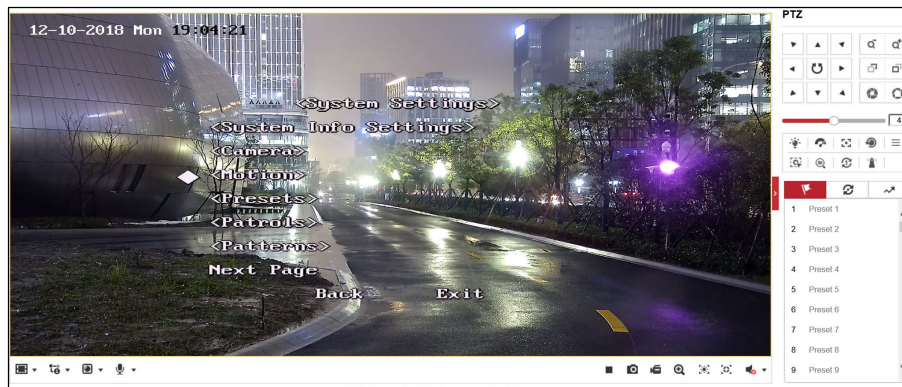 PTZ
12-10-2018 Mon 19:04:21
<System Settings>
<System Info Settings>
<Camera>
<Motion>
<Presets>
<Patrols>
<Patterns>
Next Page
Back Exit
4
1 Preset 1
2 Preset 2
3 Preset 3
4 Preset 4
5 Preset 5
6 Preset 6
7 Preset 7
8 Preset 8
9 Preset 9